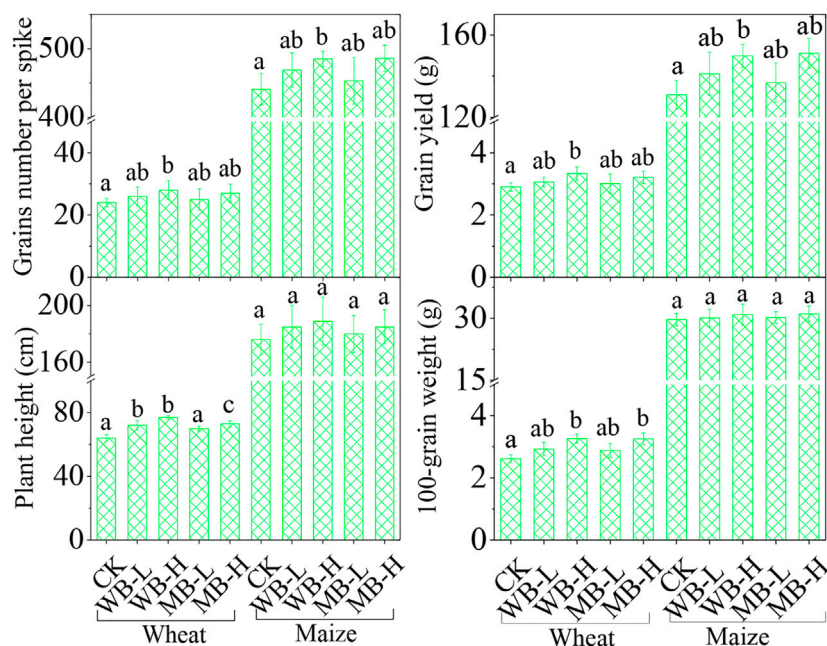 Grains number per spike
500
400
40
20
0
a ab b ab ab
a ab b ab ab
Grain yield (g)
160
120
4
2
0
a ab b ab ab
a ab b ab ab
Plant height (cm)
180
160
80
40
0
a b b a c
a a a a a
100-grain weight (g)
30
15
4
2
0
a ab b ab b
a a a a a
CK WB-L WB-H MB-L MB-H CK WB-L WB-H MB-L MB-H
Wheat Maize
CK WB-L WB-H MB-L MB-H CK WB-L WB-H MB-L MB-H
Wheat Maize